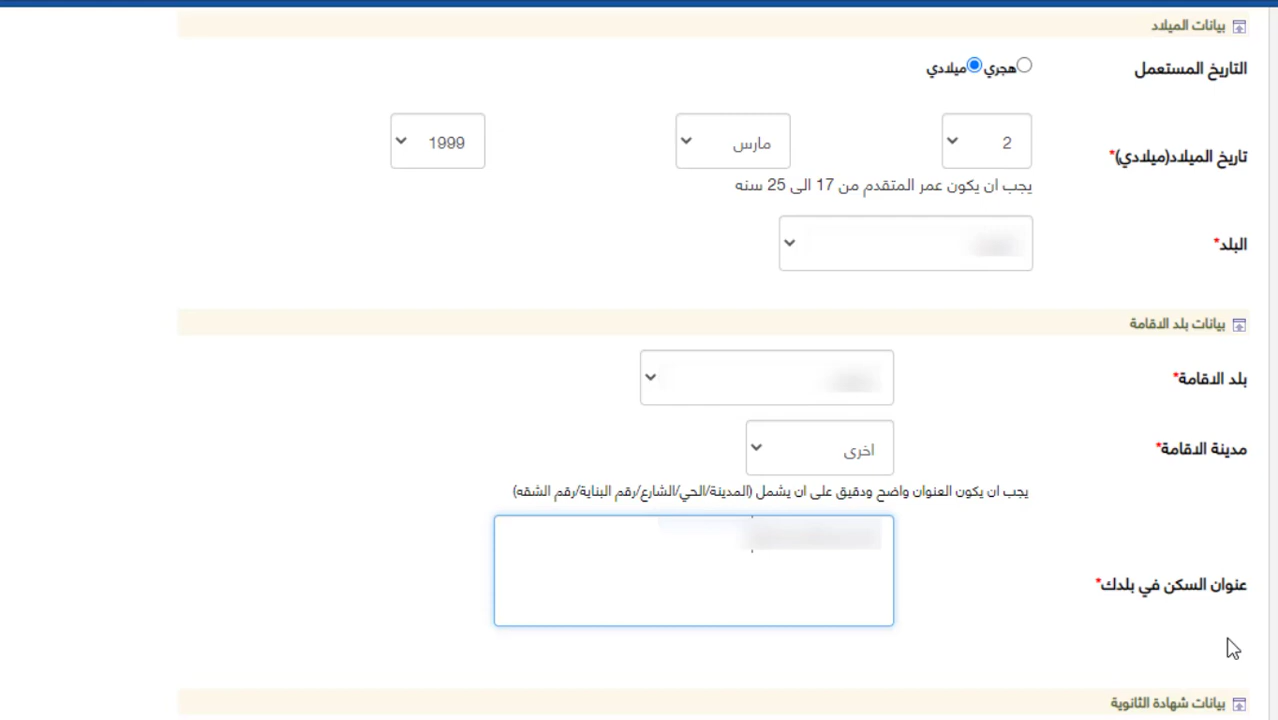 بيانات الميلاد
التاريخ المستعمل
هجري ميلادي
تاريخ الميلاد(ميلادي)*
2
مارس
1999
يجب ان يكون عمر المتقدم من 17 الى 25 سنه
البلد*
بيانات بلد الاقامة
بلد الاقامة*
مدينة الاقامة*
اخرى
يجب ان يكون العنوان واضح ودقيق على ان يشمل (المدينة/الحي/الشارع/رقم البناية/رقم الشقه)
عنوان السكن في بلدك*
بيانات شهادة الثانوية